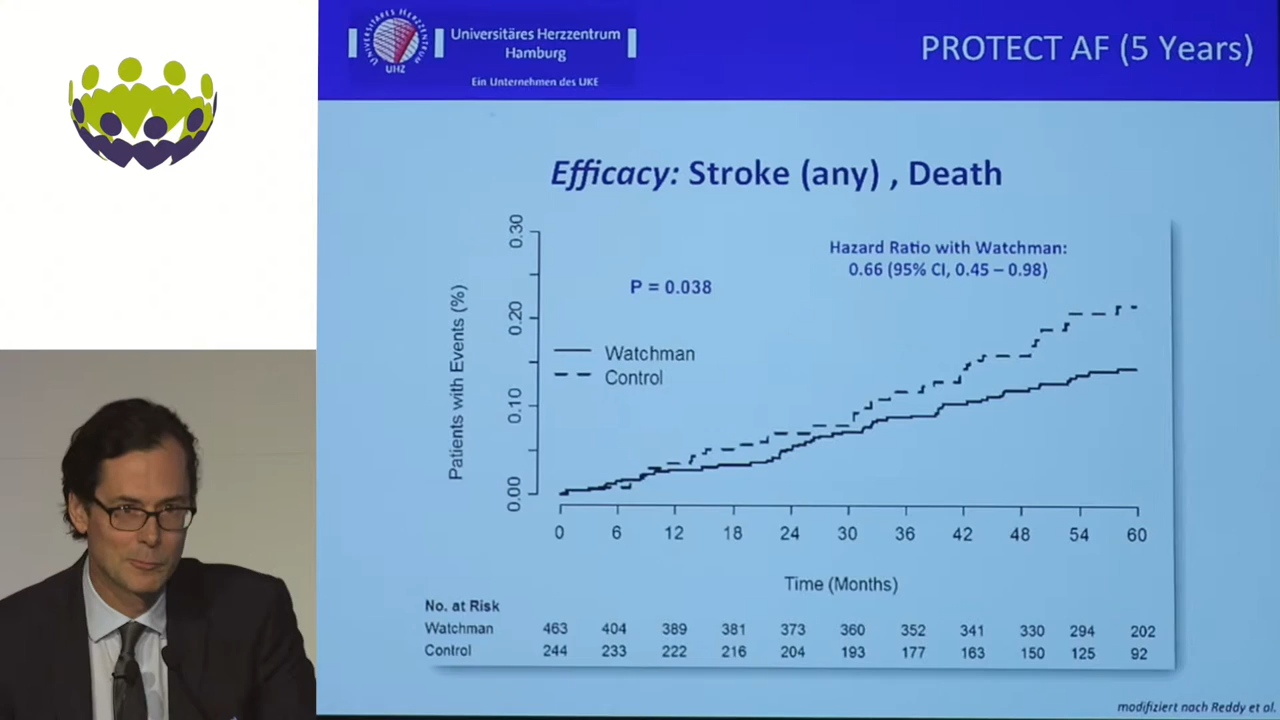 UNIVERSITÄRES HERZZENTRUM
UHZ
Universitäres Herzzentrum
Hamburg
Ein Unternehmen des UKE
PROTECT AF (5 Years)
Efficacy: Stroke (any) , Death
Hazard Ratio with Watchman:
0.66 (95% CI, 0.45 – 0.98)
P = 0.038
Watchman
Control
Patients with Events (%)
0.30
0.20
0.10
0.00
0 6 12 18 24 30 36 42 48 54 60
Time (Months)
No. at Risk
Watchman 463 404 389 381 373 360 352 341 330 294 202
Control 244 233 222 216 204 193 177 163 150 125 92
modifiziert nach Reddy et al.